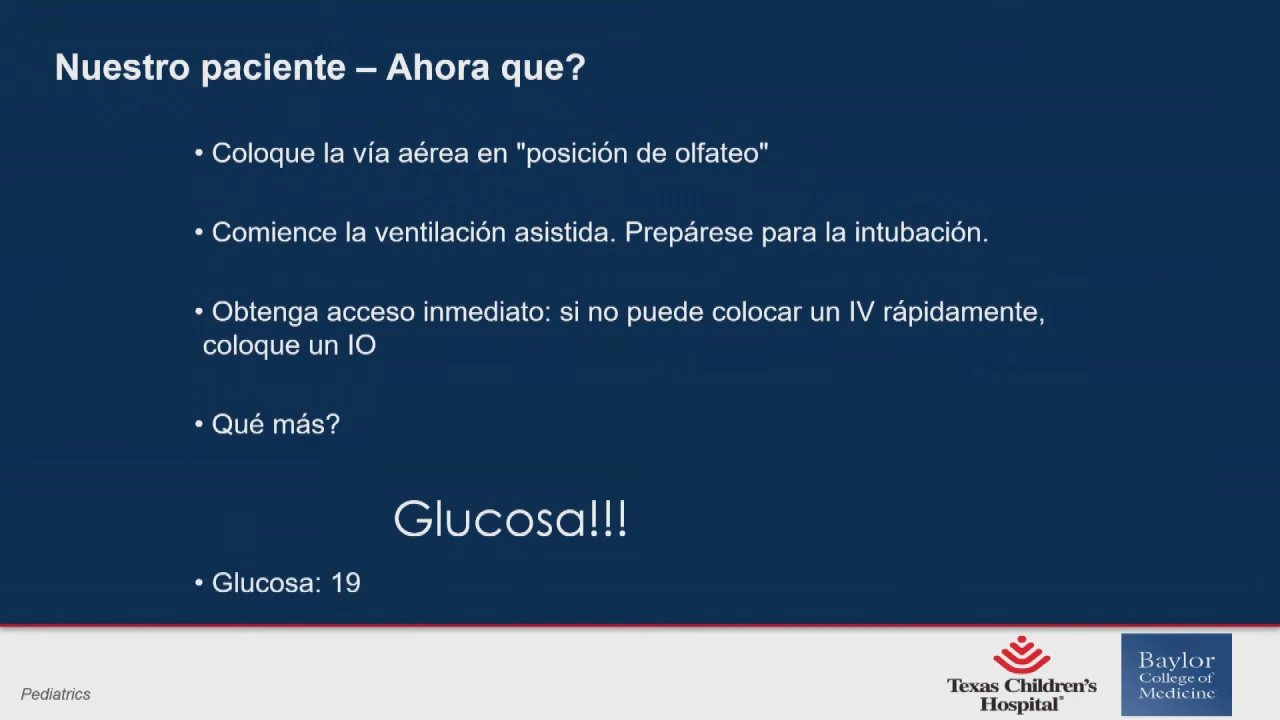 Nuestro paciente – Ahora que?
• Coloque la vía aérea en "posición de olfateo"
• Comience la ventilación asistida. Prepárese para la intubación.
• Obtenga acceso inmediato: si no puede colocar un IV rápidamente,
coloque un IO
• Qué más?
Glucosa!!!
• Glucosa: 19
Pediatrics
Texas Children's
Hospital®
Baylor
College of
Medicine